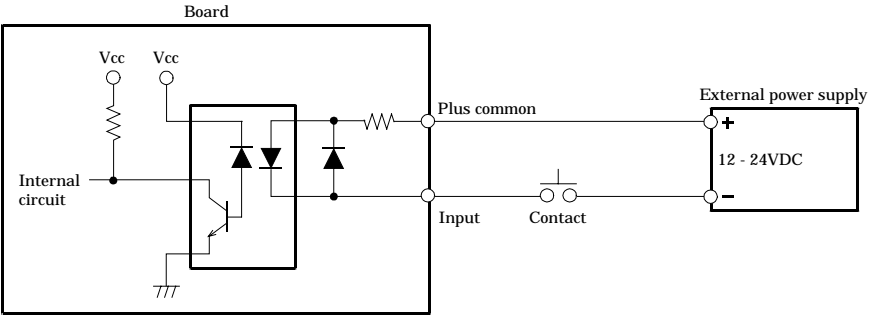 Board
Vcc Vcc
Plus common
External power supply
+
12 - 24VDC
Internal
circuit
−
Input
Contact